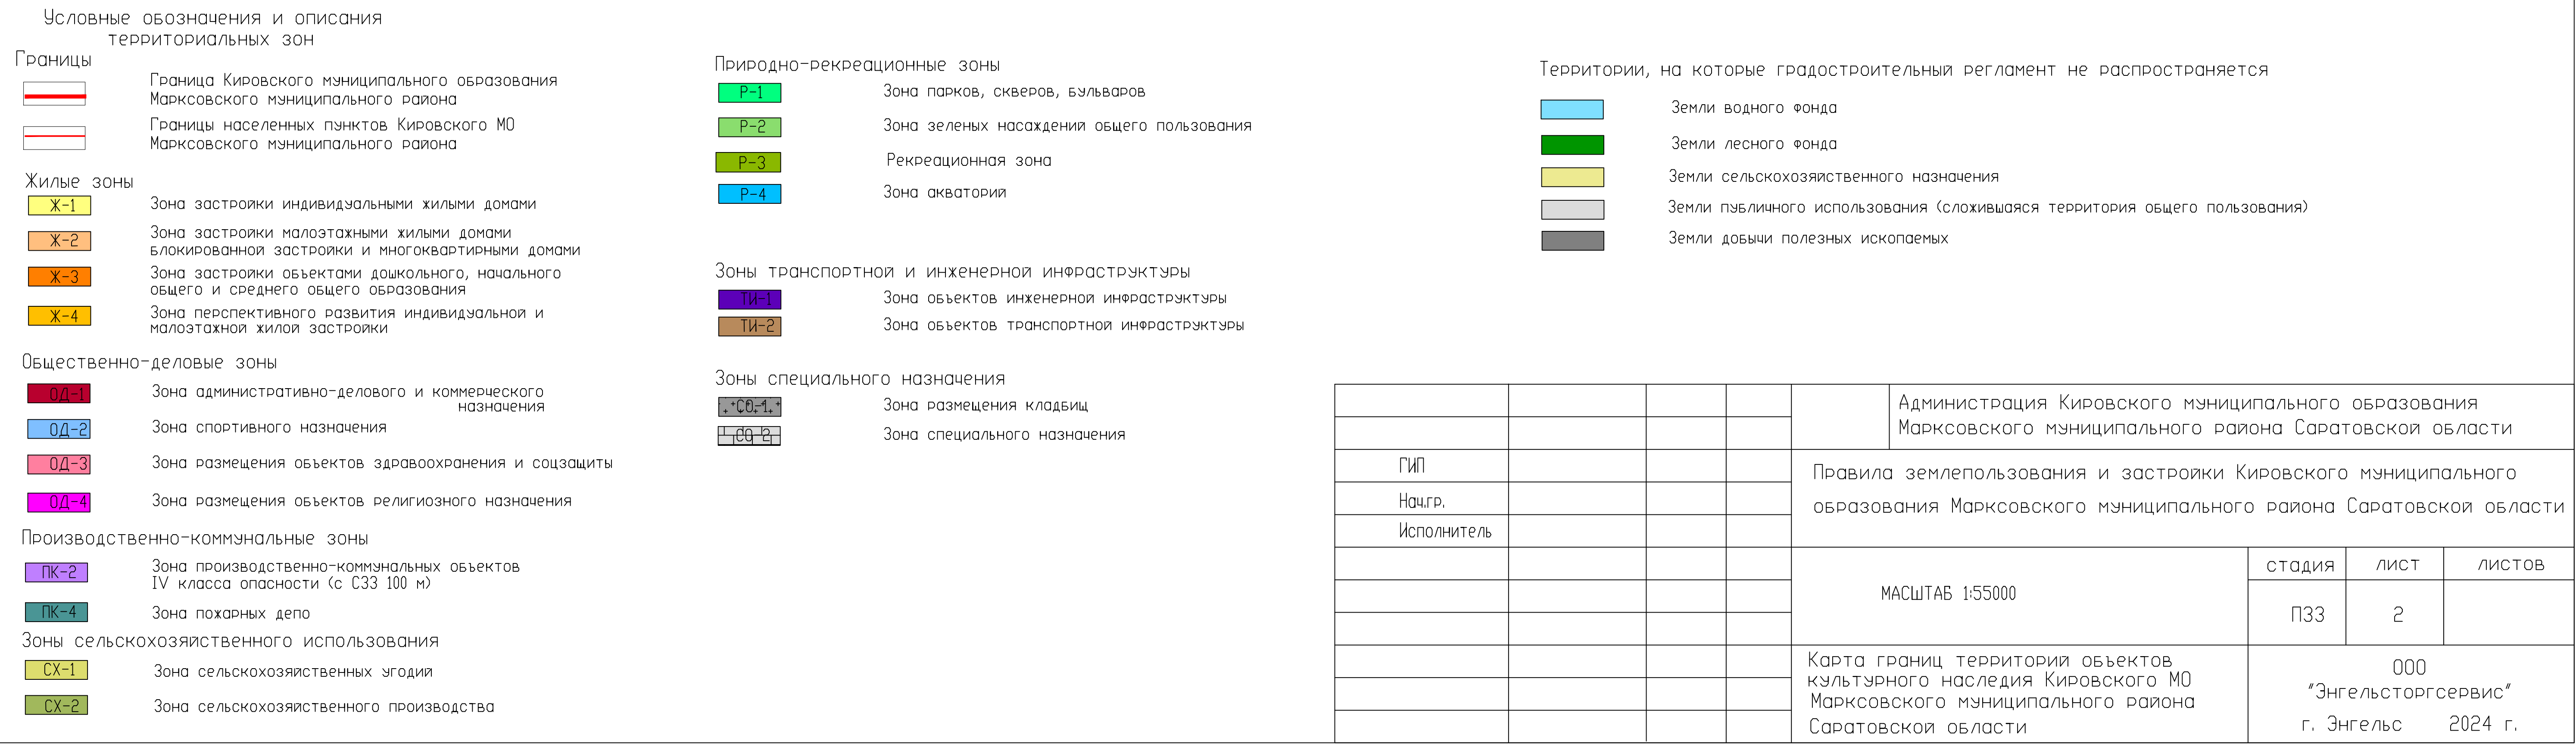 Условные обозначения и описания
территориальных зон
Границы
Граница Кировского муниципального образования
Марксовского муниципального района
Границы населенных пунктов Кировского МО
Марксовского муниципального района
Жилые зоны
Ж-1 Зона застройки индивидуальными жилыми домами
Ж-2 Зона застройки малоэтажными жилыми домами
блокированной застройки и многоквартирными домами
Ж-3 Зона застройки объектами дошкольного, начального
общего и среднего общего образования
Ж-4 Зона перспективного развития индивидуальной и
малоэтажной жилой застройки
Общественно-деловые зоны
ОД-1 Зона административно-делового и коммерческого
назначения
ОД-2 Зона спортивного назначения
ОД-3 Зона размещения объектов здравоохранения и соцзащиты
ОД-4 Зона размещения объектов религиозного назначения
Производственно-коммунальные зоны
ПК-2 Зона производственно-коммунальных объектов
IV класса опасности (с СЗЗ 100 м)
ПК-4 Зона пожарных депо
Зоны сельскохозяйственного использования
СХ-1 Зона сельскохозяйственных угодий
СХ-2 Зона сельскохозяйственного производства
Природно-рекреационные зоны
Р-1 Зона парков, скверов, бульваров
Р-2 Зона зеленых насаждений общего пользования
Р-3 Рекреационная зона
Р-4 Зона акваторий
Зоны транспортной и инженерной инфраструктуры
ТИ-1 Зона объектов инженерной инфраструктуры
ТИ-2 Зона объектов транспортной инфраструктуры
Зоны специального назначения
СО-1 Зона размещения кладбищ
СО-2 Зона специального назначения
Территории, на которые градостроительный регламент не распространяется
Земли водного фонда
Земли лесного фонда
Земли сельскохозяйственного назначения
Земли публичного использования (сложившаяся территория общего пользования)
Земли добычи полезных ископаемых
Администрация Кировского муниципального образования
Марксовского муниципального района Саратовской области
ГИП
Нач.гр.
Исполнитель
Правила землепользования и застройки Кировского муниципального
образования Марксовского муниципального района Саратовской области
МАСШТАБ 1:55000
стадия лист листов
ПЗЗ 2
Карта границ территорий объектов
культурного наследия Кировского МО
Марксовского муниципального района
Саратовской области
ООО
"Энгельсторгсервис"
г. Энгельс 2024 г.